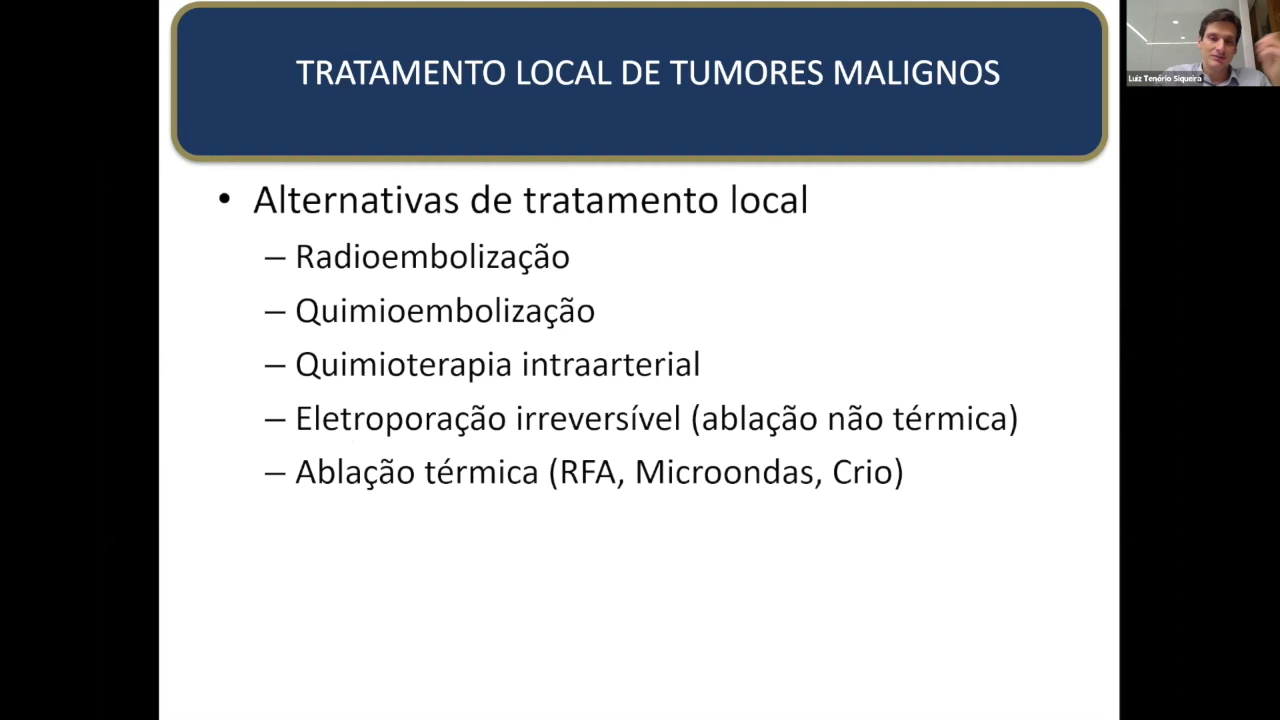 TRATAMENTO LOCAL DE TUMORES MALIGNOS
Luiz Tenório Siqueira
• Alternativas de tratamento local
– Radioembolização
– Quimioembolização
– Quimioterapia intraarterial
– Eletroporação irreversível (ablação não térmica)
– Ablação térmica (RFA, Microondas, Crio)